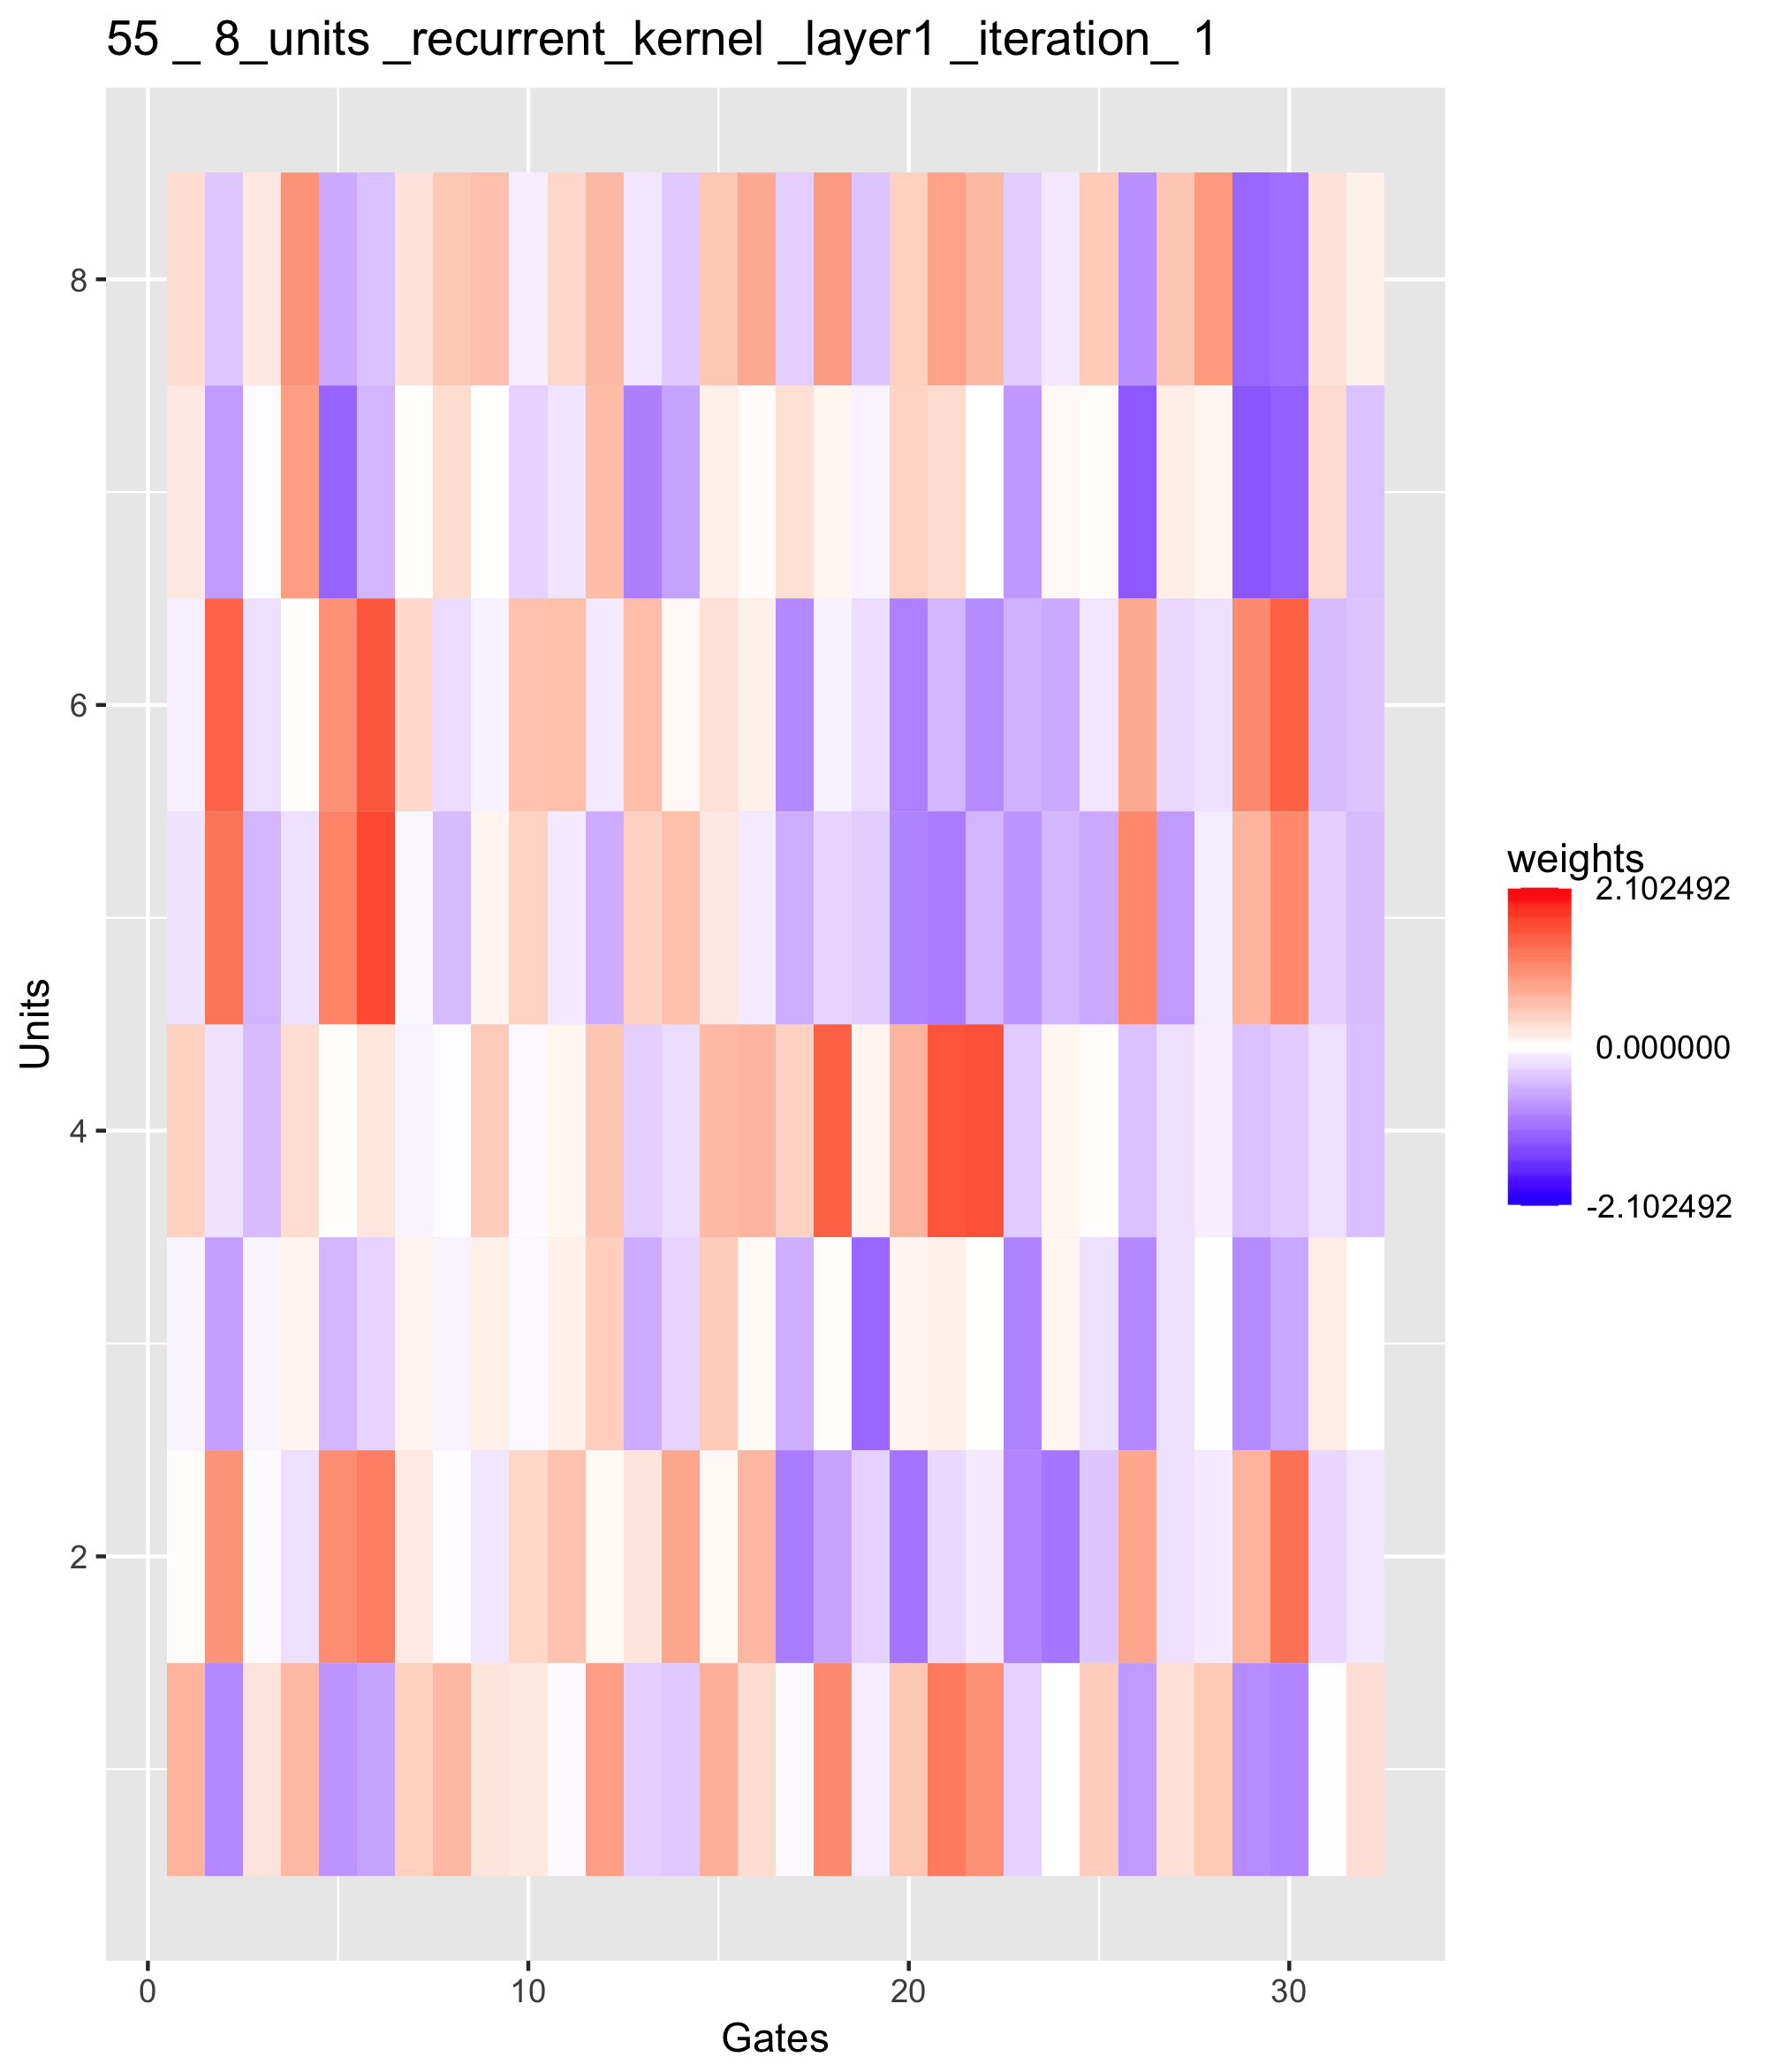 55 _ 8_units _recurrent_kernel _layer1 _iteration_ 1
8
6
4
2
Units
0 10 20 30
Gates
weights
2.102492
0.000000
-2.102492